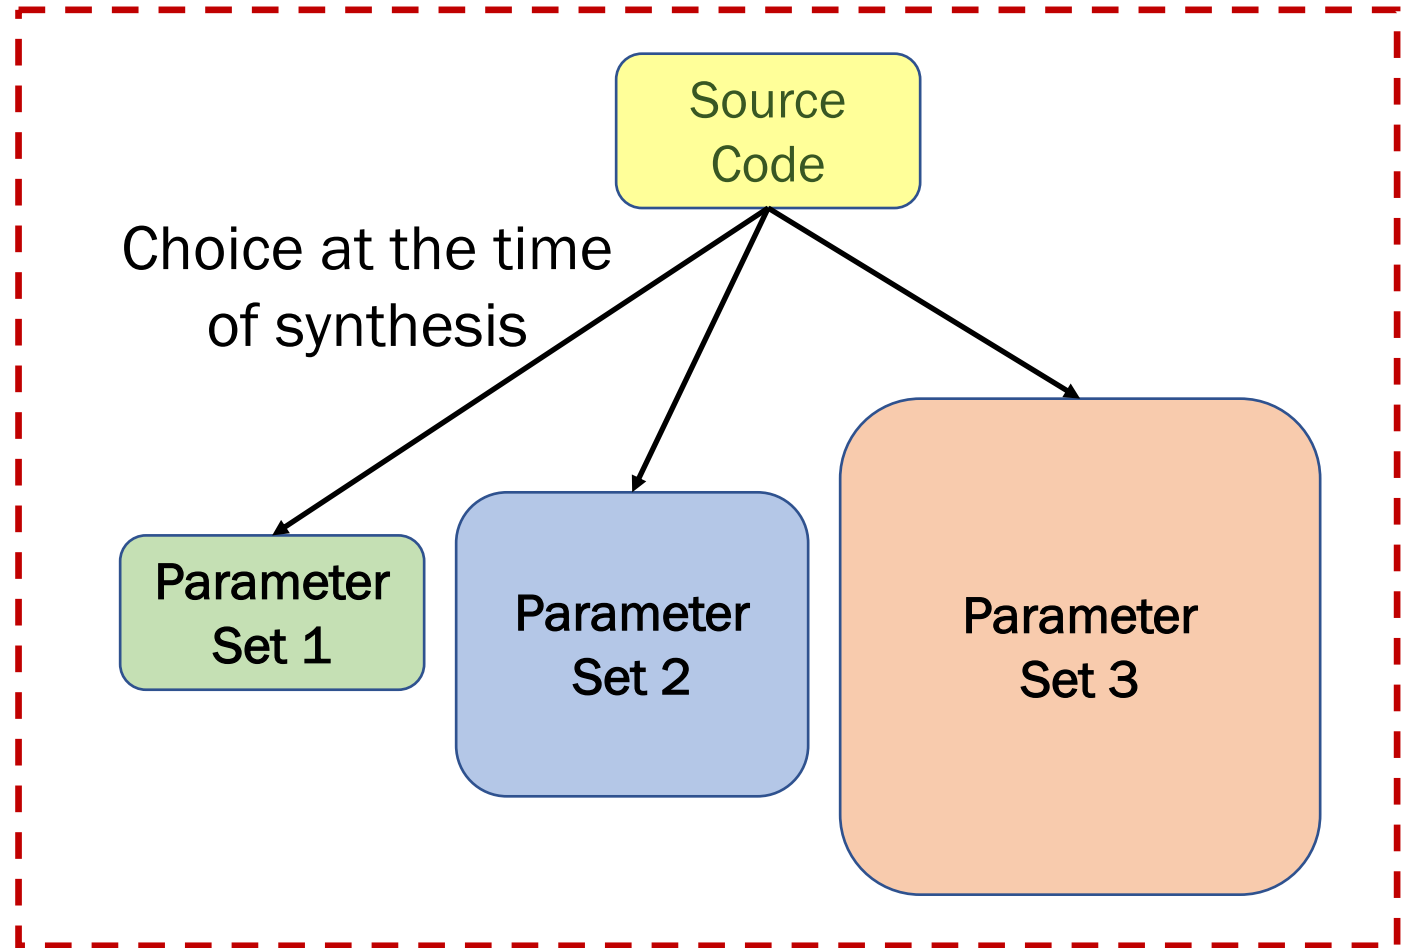 Source
Code
Choice at the time
of synthesis
Parameter
Set 1
Parameter
Set 2
Parameter
Set 3